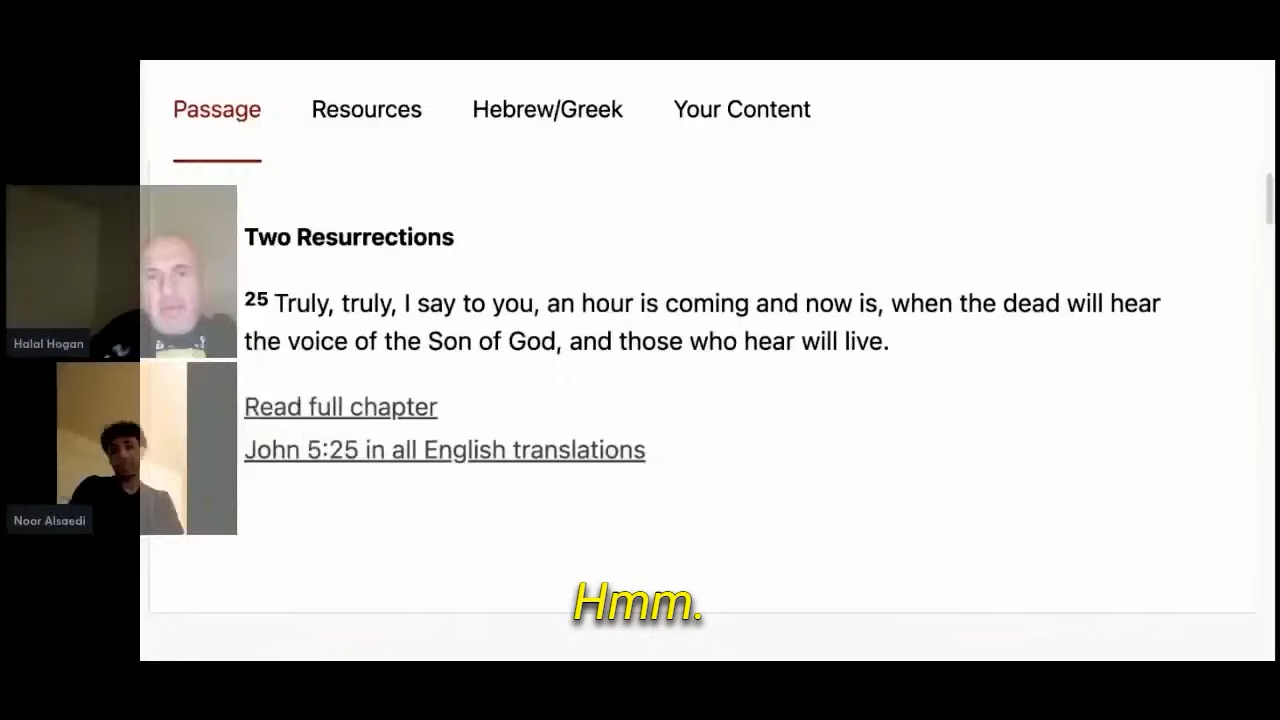 Passage Resources Hebrew/Greek Your Content
Two Resurrections
25 Truly, truly, I say to you, an hour is coming and now is, when the dead will hear
the voice of the Son of God, and those who hear will live.
Halal Hogan
Read full chapter
John 5:25 in all English translations
Noor Alsaedi
Hmm.